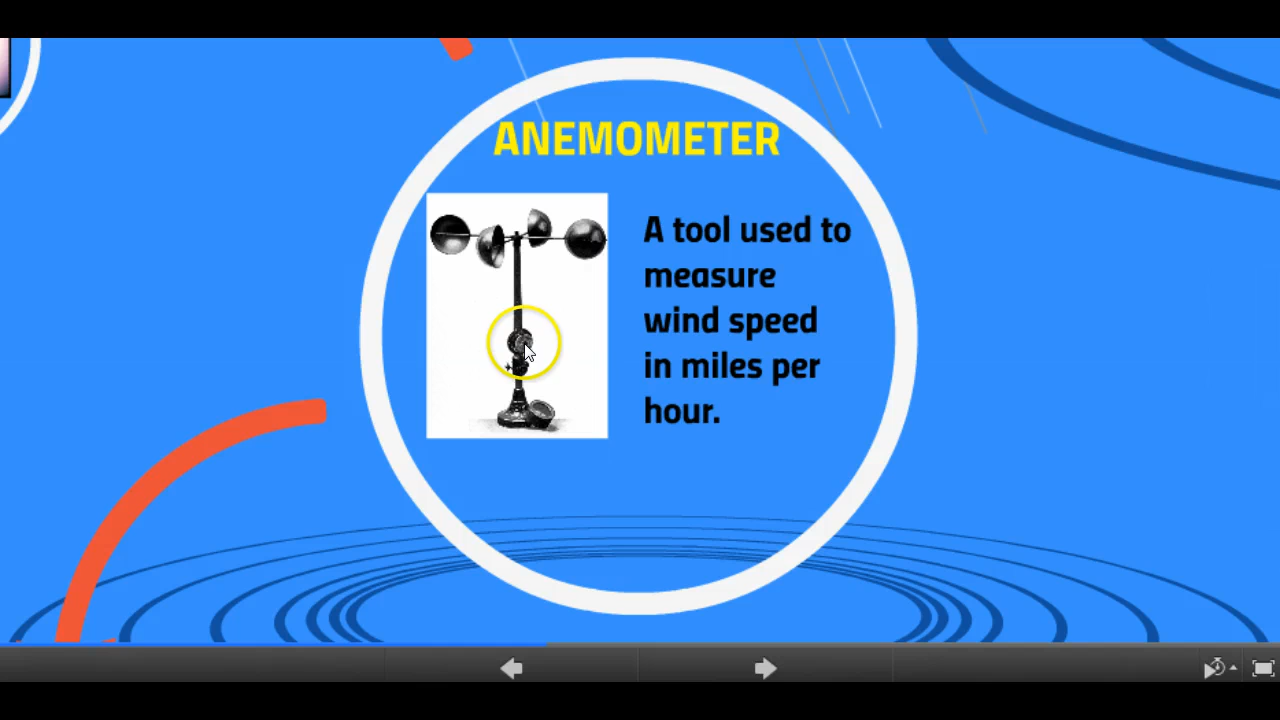 ANEMOMETER
A tool used to
measure
wind speed
in miles per
hour.